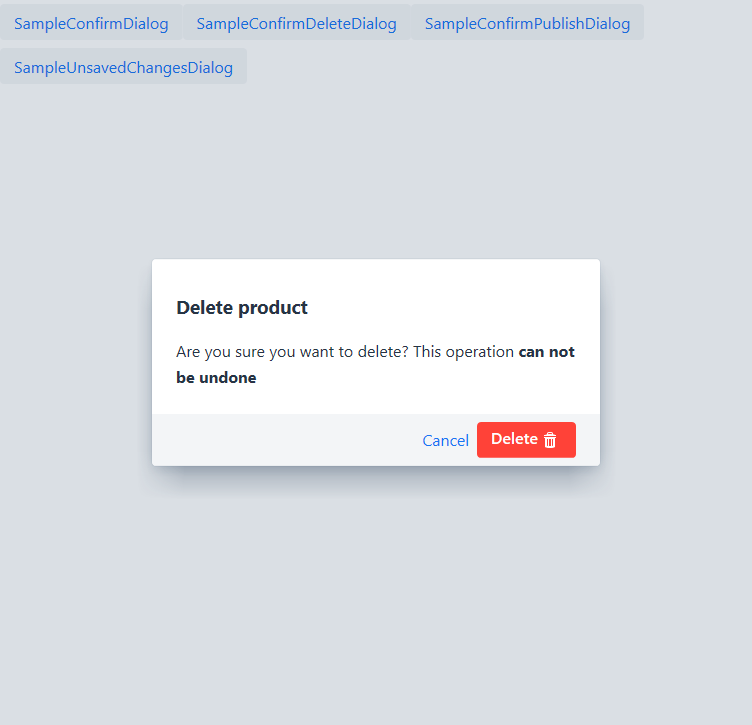 SampleConfirmDialog SampleConfirmDeleteDialog SampleConfirmPublishDialog
SampleUnsavedChangesDialog
Delete product
Are you sure you want to delete? This operation can not
be undone
Cancel Delete